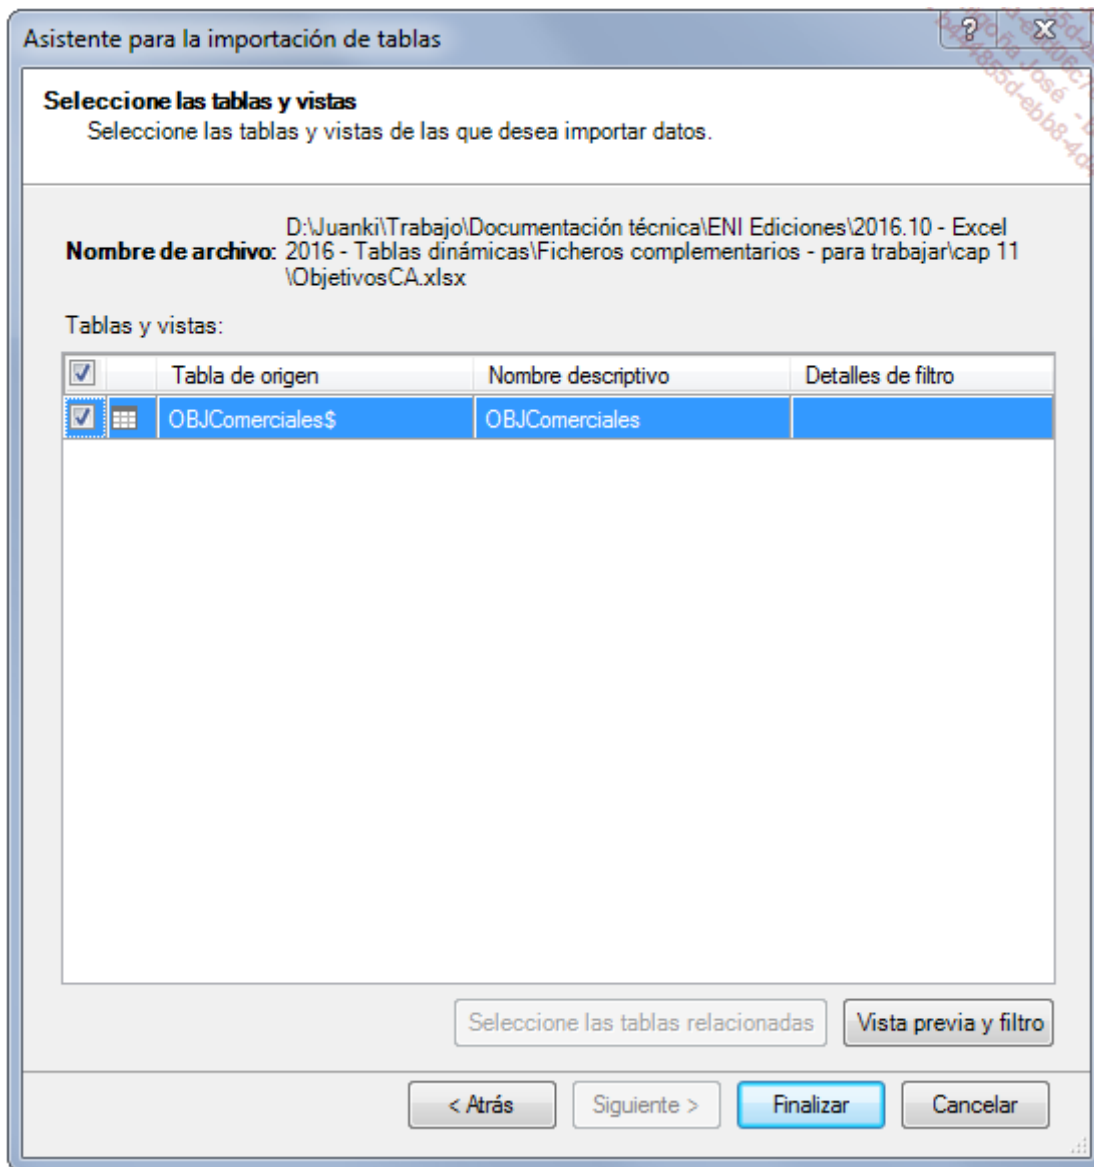 Asistente para la importación de tablas
Seleccione las tablas y vistas
Seleccione las tablas y vistas de las que desea importar datos.
D:\Juanki\Trabajo\Documentación técnica\ENI Ediciones\2016.10 - Excel
Nombre de archivo: 2016 - Tablas dinámicas\Ficheros complementarios - para trabajar\cap 11
\ObjetivosCA.xlsx
Tablas y vistas:
Tabla de origen Nombre descriptivo Detalles de filtro
OBJComerciales$ OBJComerciales
Seleccione las tablas relacionadas Vista previa y filtro
< Atrás Siguiente > Finalizar Cancelar